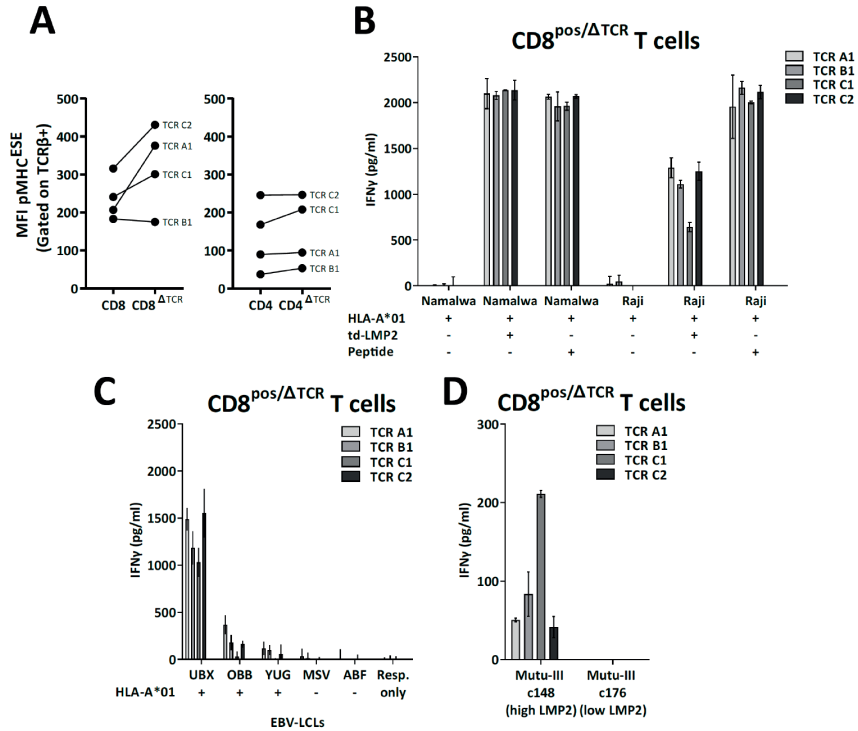 A
MFI pMHC^ESE
(Gated on TCRβ+)
500
400
300
200
100
0
TCR C2
TCR A1
TCR C1
TCR B1
CD8 CD8^ΔTCR
500
400
300
200
100
0
TCR C2
TCR C1
TCR A1
TCR B1
CD4 CD4^ΔTCR
B
CD8^pos/ΔTCR T cells
TCR A1
TCR B1
TCR C1
TCR C2
IFNγ (pg/ml)
2500
2000
1500
1000
500
0
Namalwa Namalwa Namalwa Raji Raji Raji
HLA-A*01 + + + + + +
td-LMP2 - + - - + -
Peptide - - + - - +
C
CD8^pos/ΔTCR T cells
TCR A1
TCR B1
TCR C1
TCR C2
IFNγ (pg/ml)
2500
2000
1500
1000
500
0
UBX OBB YUG MSV ABF Resp.
HLA-A*01 + + + - - only
EBV-LCLs
D
CD8^pos/ΔTCR T cells
TCR A1
TCR B1
TCR C1
TCR C2
IFNγ (pg/ml)
300
200
100
0
Mutu-III Mutu-III
c148 c176
(high LMP2) (low LMP2)